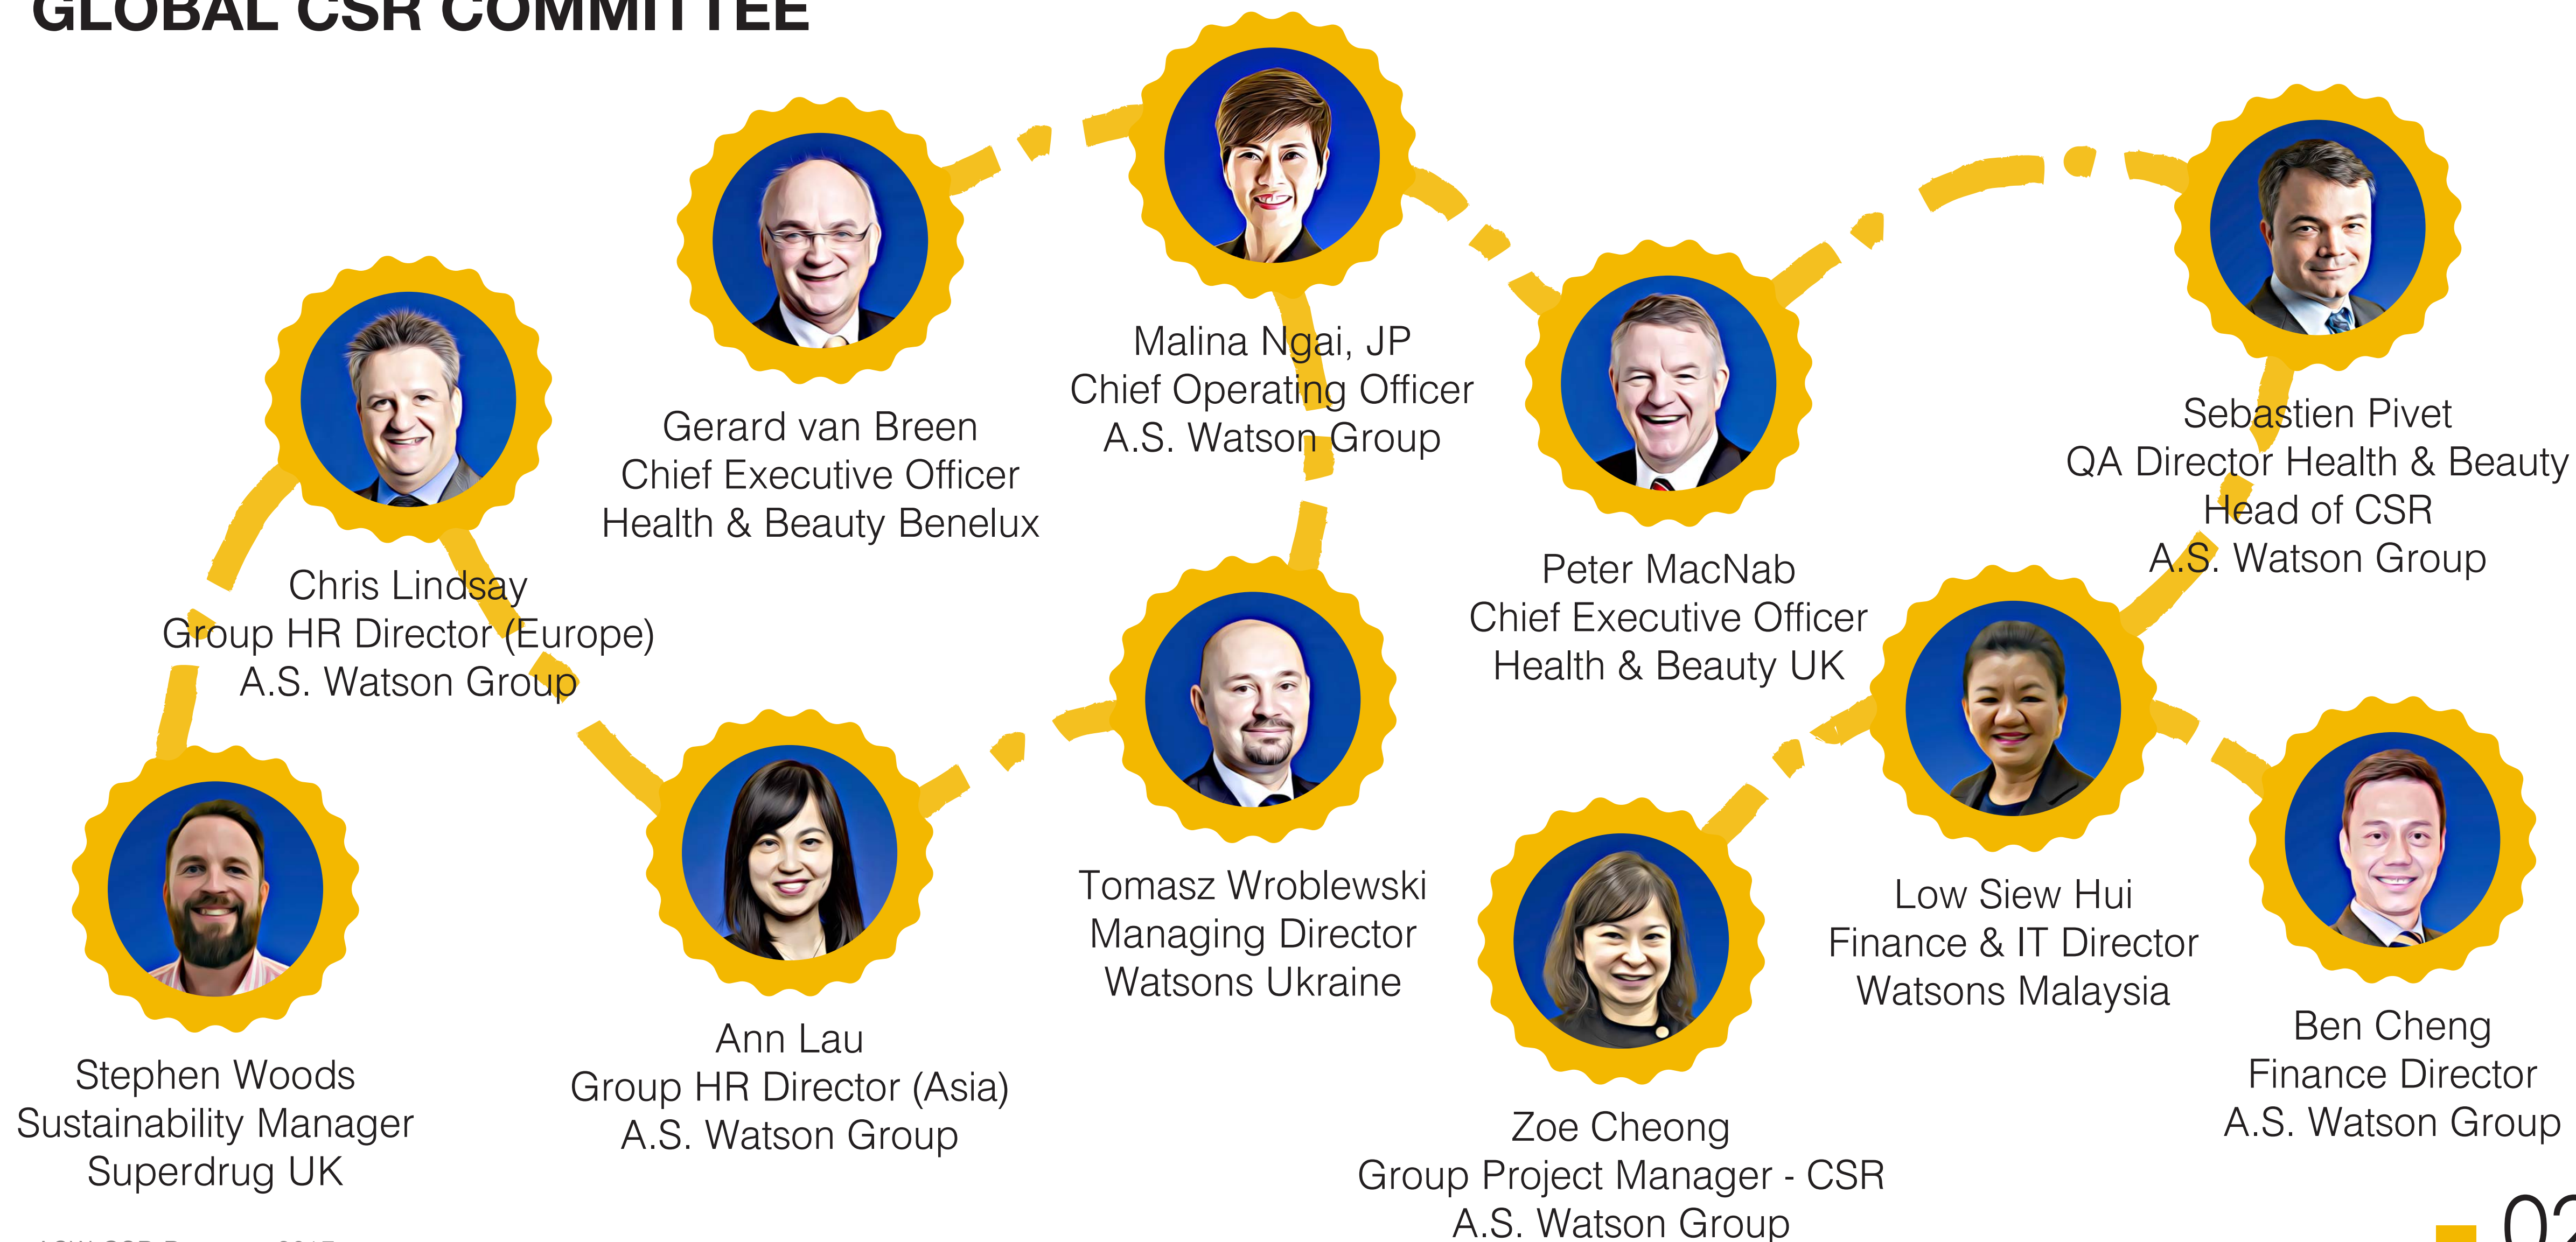 GLOBAL CSR COMMITTEE
Malina Ngai, JP
Chief Operating Officer
A.S. Watson Group
Gerard van Breen
Chief Executive Officer
Health & Beauty Benelux
Sebastien Pivet
QA Director Health & Beauty
Head of CSR
A.S. Watson Group
Chris Lindsay
Group HR Director (Europe)
A.S. Watson Group
Peter MacNab
Chief Executive Officer
Health & Beauty UK
Tomasz Wroblewski
Managing Director
Watsons Ukraine
Low Siew Hui
Finance & IT Director
Watsons Malaysia
Stephen Woods
Sustainability Manager
Superdrug UK
Ann Lau
Group HR Director (Asia)
A.S. Watson Group
Zoe Cheong
Group Project Manager - CSR
A.S. Watson Group
Ben Cheng
Finance Director
A.S. Watson Group
02